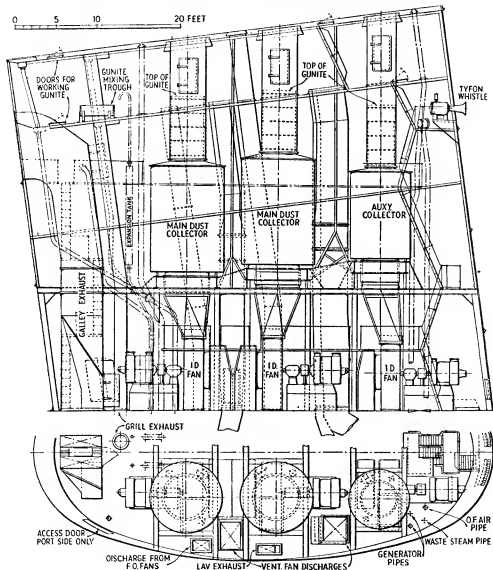 0 5 10 20 FEET
DOORS FOR
WORKING
GUNITE
GUNITE
MIXING
TROUGH
TOP OF
GUNITE
TOP OF
GUNITE
TYFON
WHISTLE
EXPANSION TANK
MAIN DUST
COLLECTOR
MAIN DUST
COLLECTOR
AUXY
COLLECTOR
GALLEY EXHAUST
I.D.
FAN
I.D.
FAN
I.D.
FAN
GRILL EXHAUST
ACCESS DOOR
PORT SIDE ONLY
DISCHARGE FROM
F.O. FANS
LAV EXHAUST
VENT. FAN DISCHARGES
GENERATOR
PIPES
WASTE STEAM PIPE
O.F. AIR
PIPE